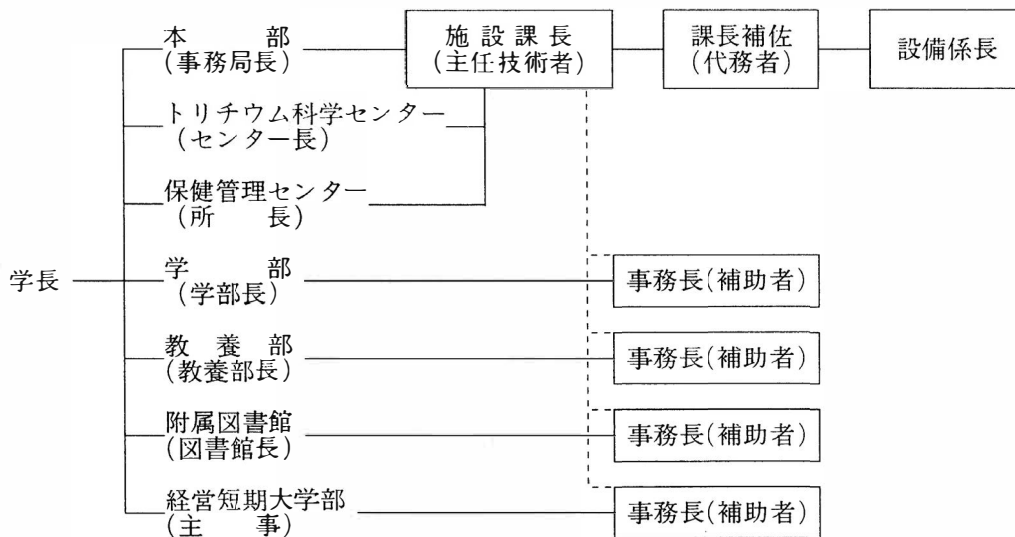 本　　部
(事務局長)
施設課長
(主任技術者)
課長補佐
(代務者)
設備係長
トリチウム科学センター
(センター長)
保健管理センター
(所　　長)
学長
学　　部
(学部長)
事務長(補助者)
教養部
(教養部長)
事務長(補助者)
附属図書館
(図書館長)
事務長(補助者)
経営短期大学部
(主　　事)
事務長(補助者)